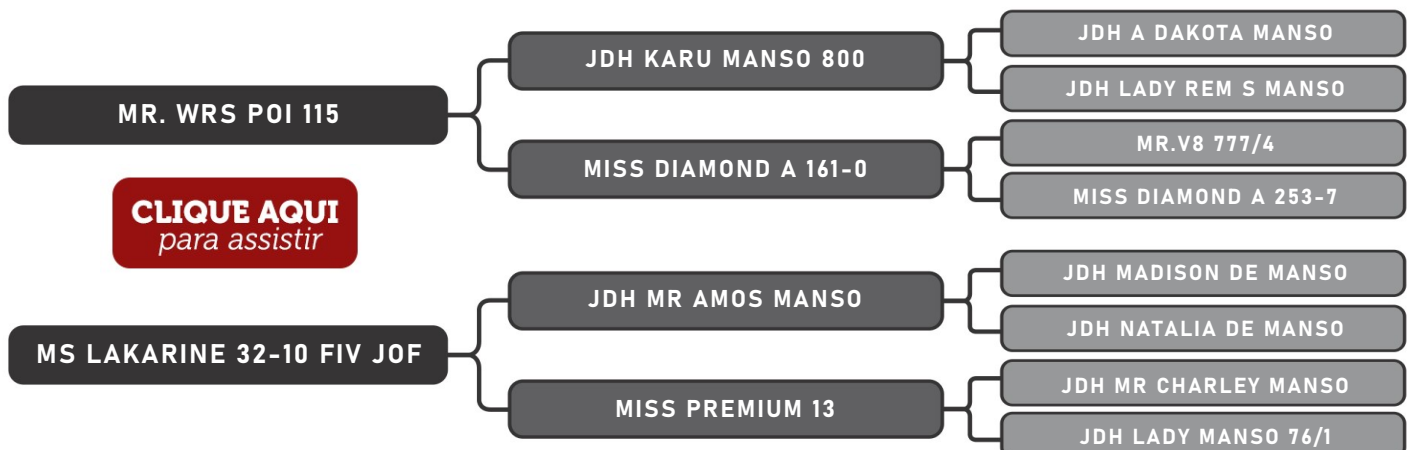 JDH A DAKOTA MANSO
JDH KARU MANSO 800
JDH LADY REM S MANSO
MR. WRS POI 115
MR.V8 777/4
MISS DIAMOND A 161-0
MISS DIAMOND A 253-7
CLIQUE AQUI
para assistir
JDH MADISON DE MANSO
JDH MR AMOS MANSO
JDH NATALIA DE MANSO
MS LAKARINE 32-10 FIV JOF
JDH MR CHARLEY MANSO
MISS PREMIUM 13
JDH LADY MANSO 76/1